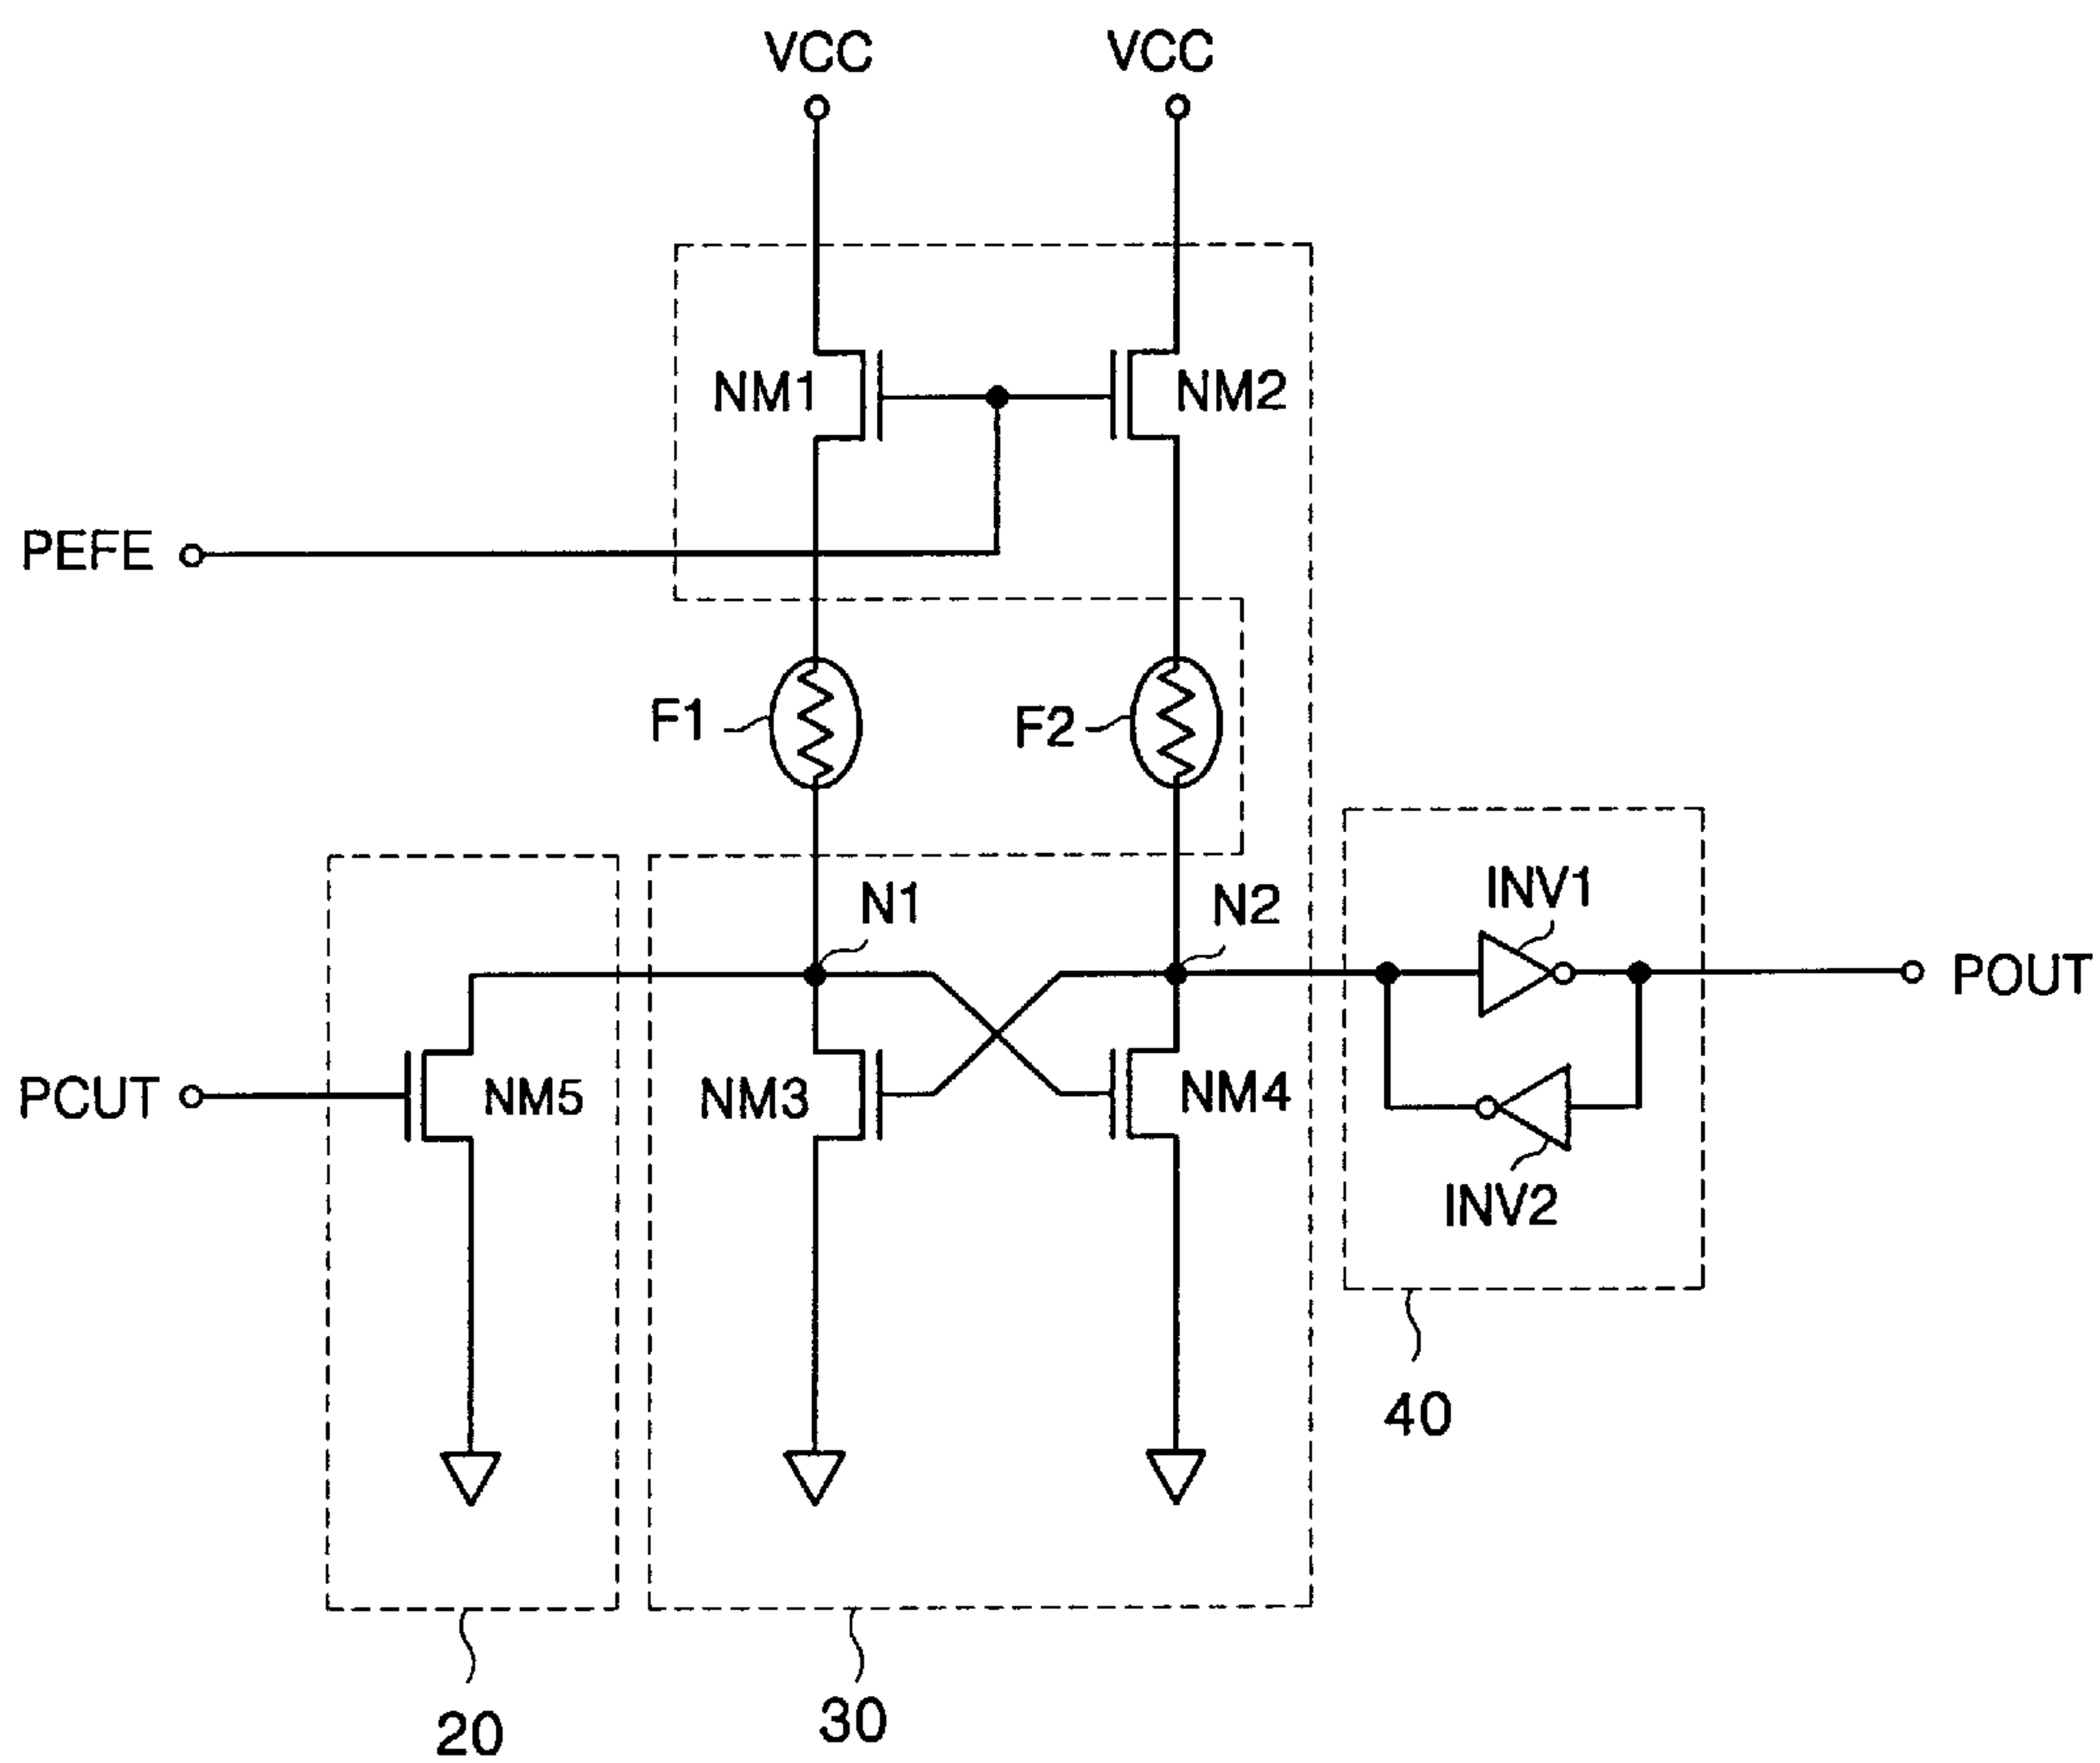 VCC VCC
NM1 NM2
PEFE
F1 F2
N1 N2
INV1
POUT
PCUT NM5 NM3 NM4
INV2
40
20 30